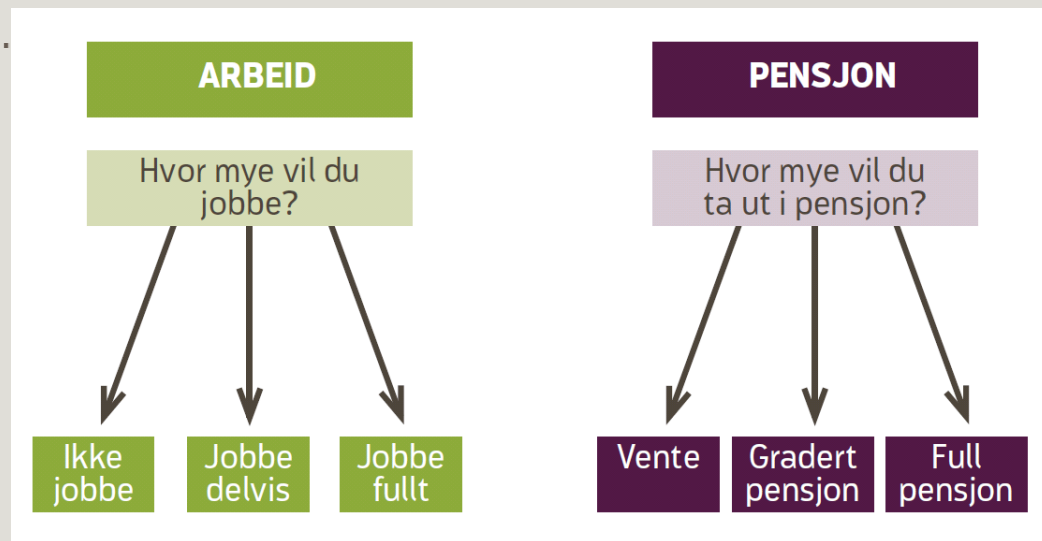 ARBEID
Hvor mye vil du
jobbe?
Ikke
jobbe
Jobbe
delvis
Jobbe
fullt
PENSJON
Hvor mye vil du
ta ut i pensjon?
Vente
Gradert
pensjon
Full
pensjon